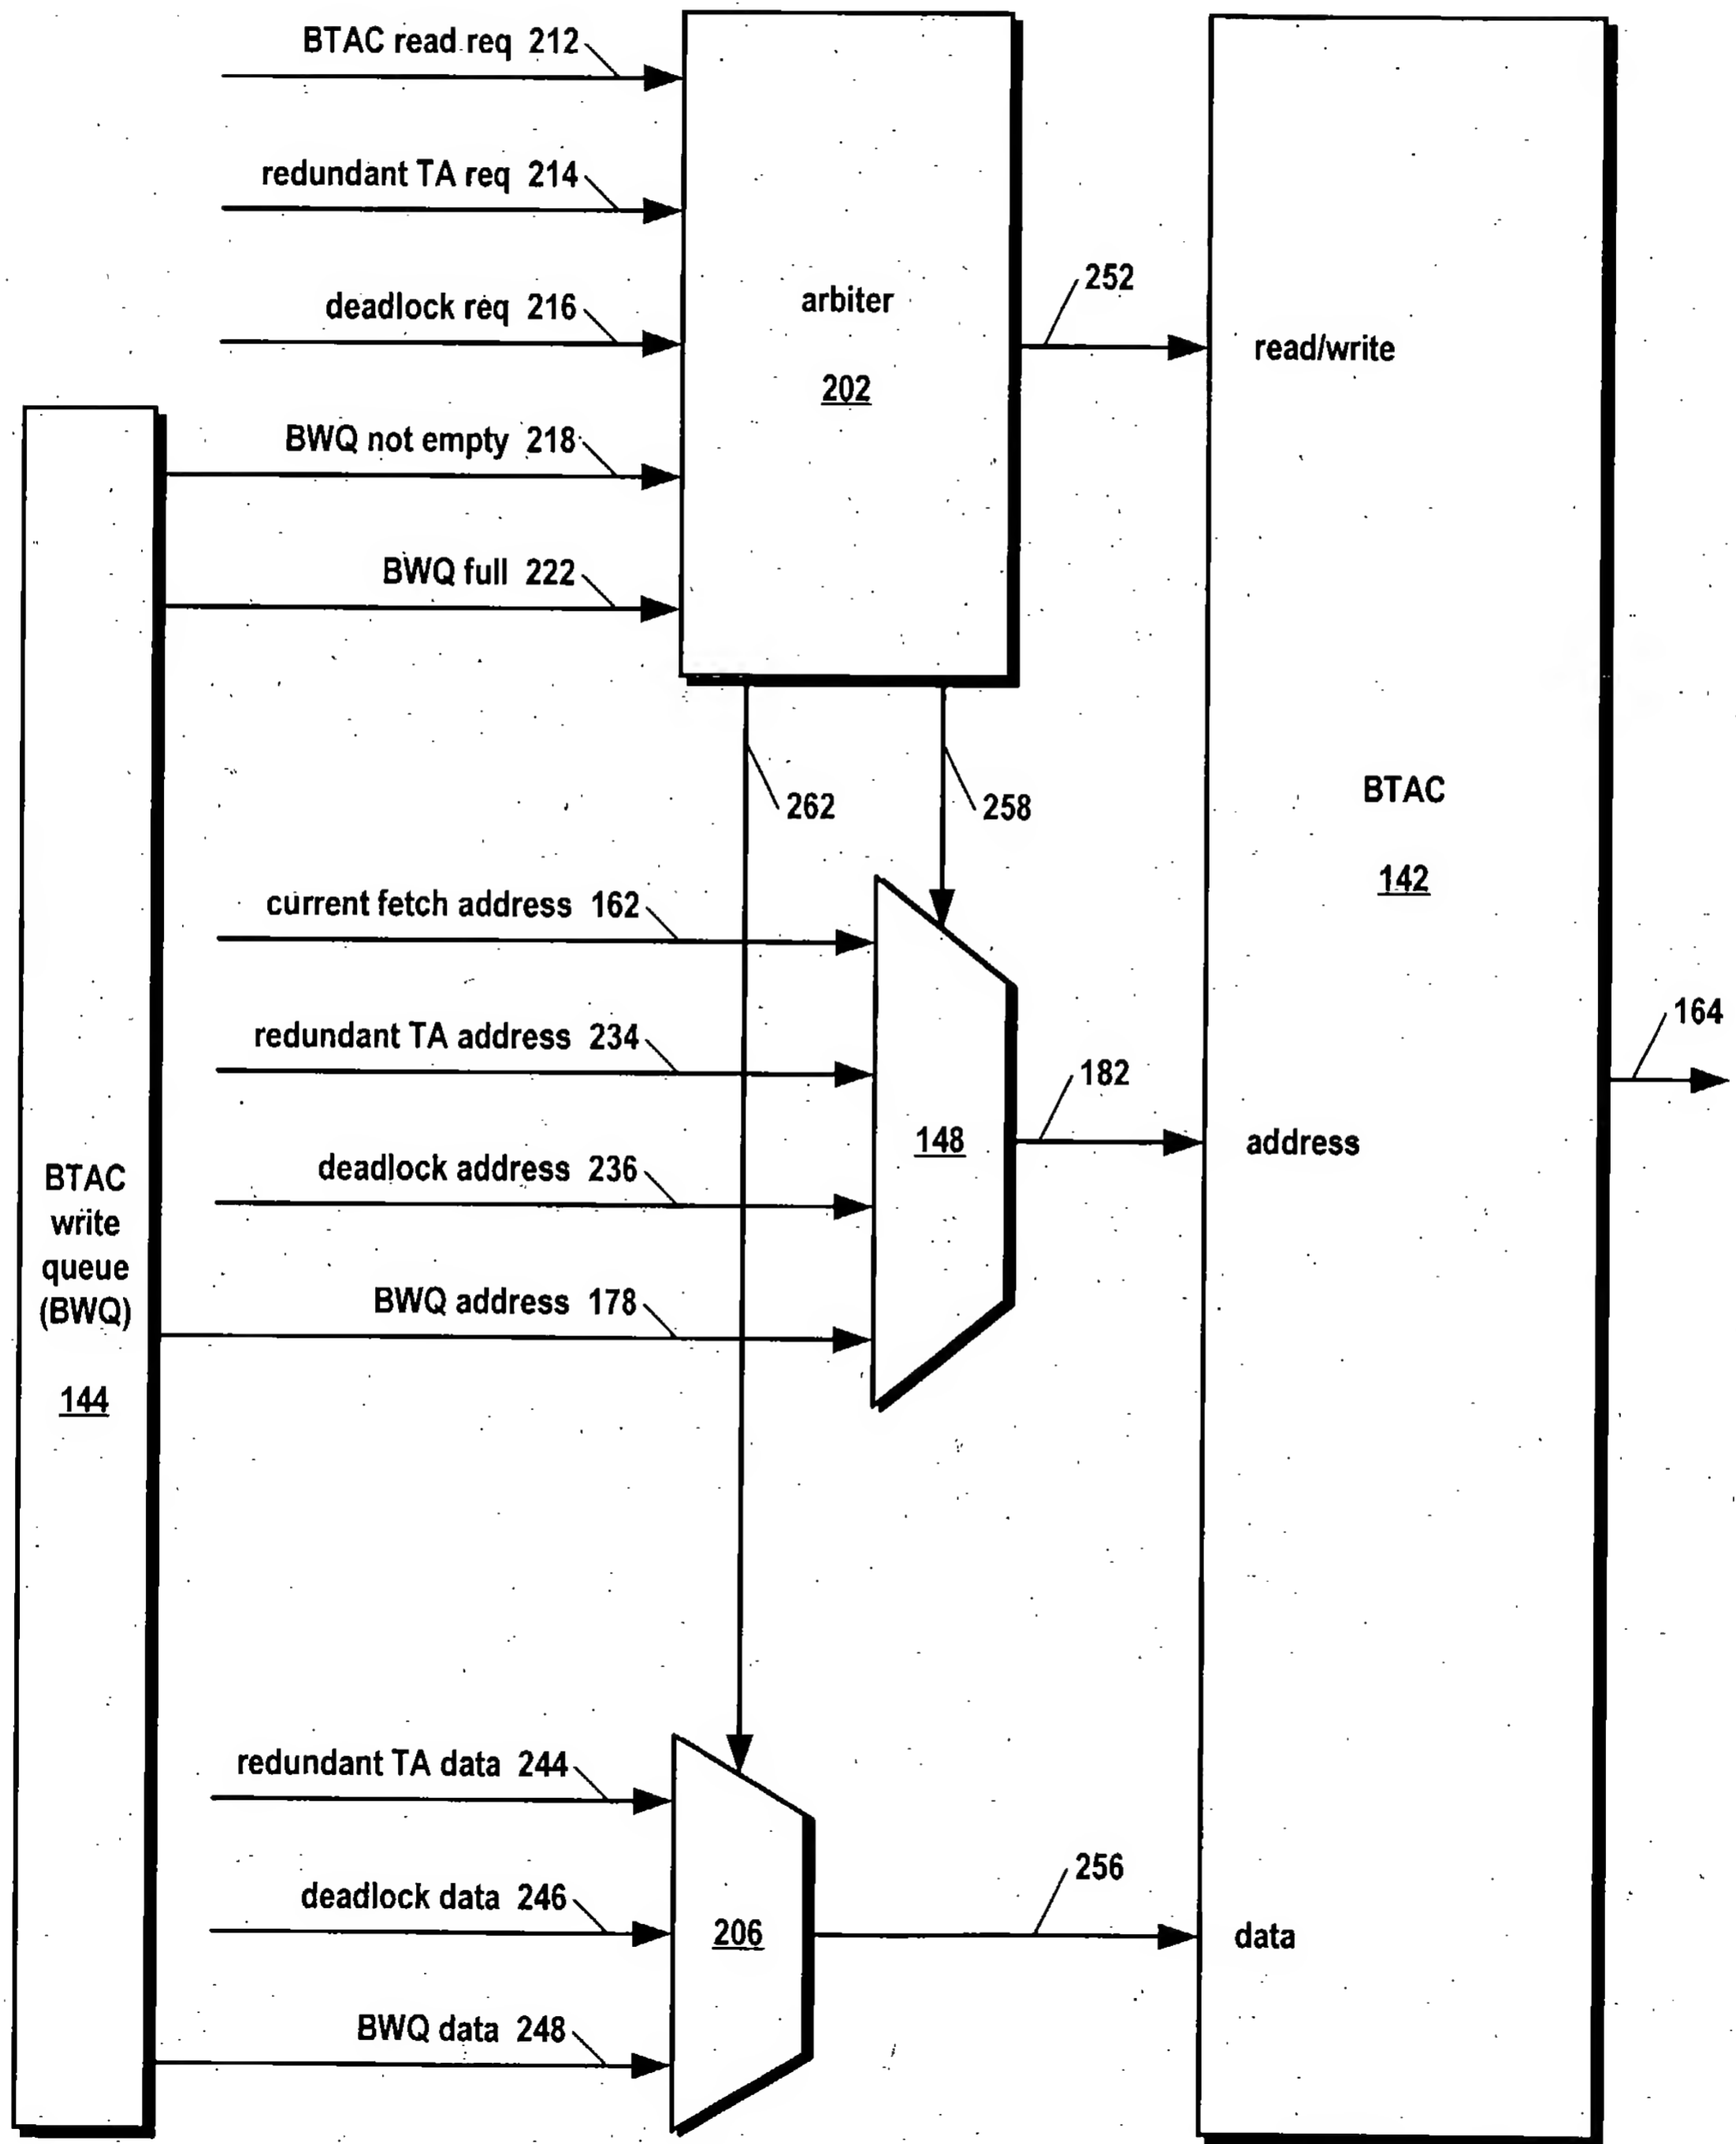 BTAC read req 212
redundant TA req 214
deadlock req 216
BWQ not empty 218
BWQ full 222
arbiter
202
252
read/write
262
258
BTAC
142
current fetch address 162
redundant TA address 234
deadlock address 236
BWQ address 178
148
182
address
164
BTAC
write
queue
(BWQ)
144
redundant TA data 244
deadlock data 246
BWQ data 248
206
256
data